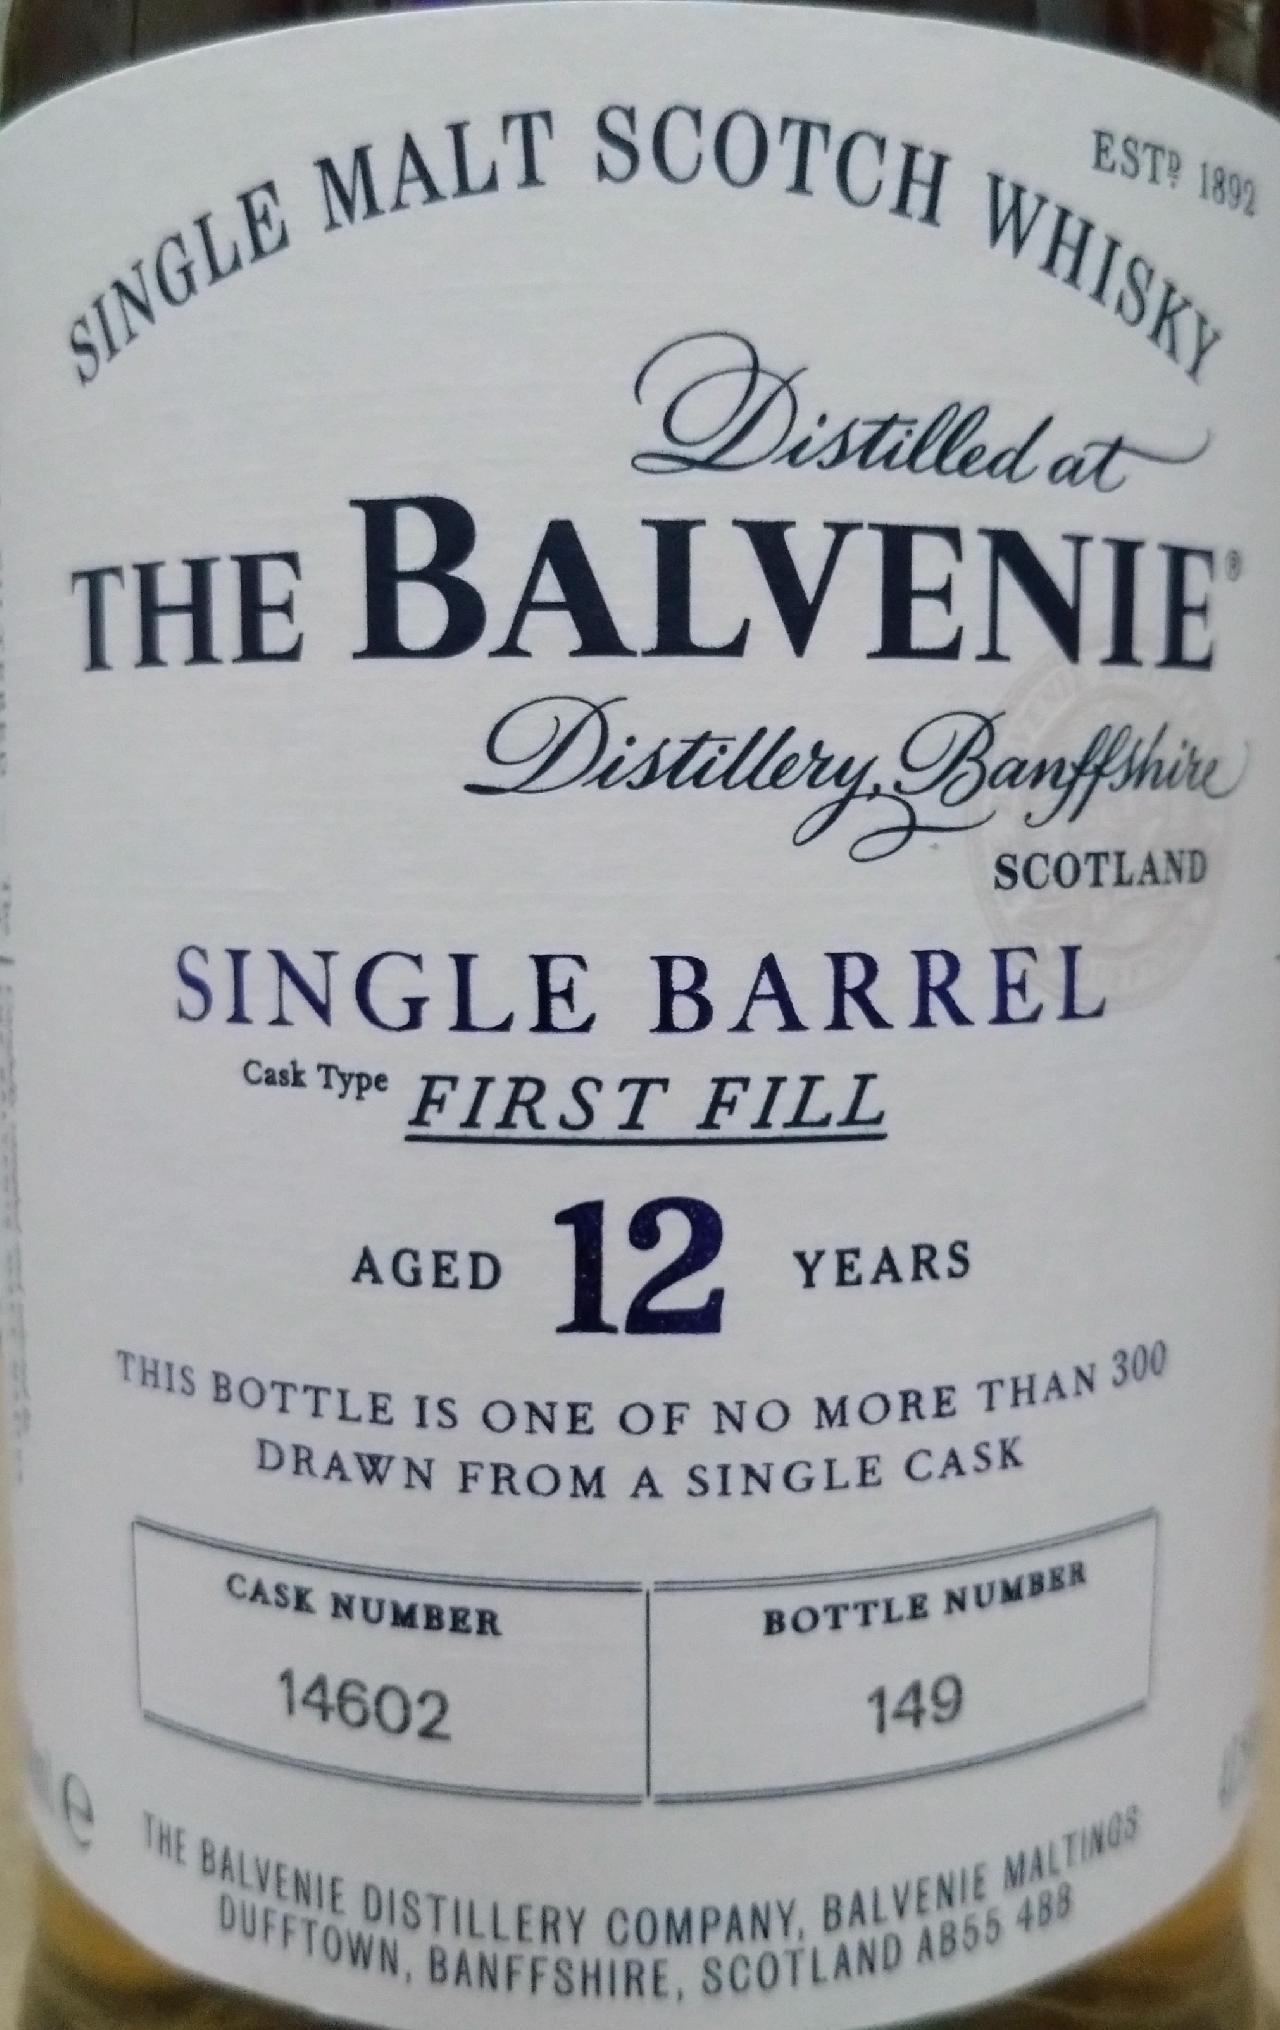 ESTD 1892
SINGLE MALT SCOTCH WHISKY
Distilled at
THE BALVENIE®
Distillery, Banffshire
SCOTLAND
SINGLE BARREL
Cask Type FIRST FILL
AGED 12 YEARS
THIS BOTTLE IS ONE OF NO MORE THAN 300
DRAWN FROM A SINGLE CASK
CASK NUMBER
14602
BOTTLE NUMBER
149
e
THE BALVENIE DISTILLERY COMPANY, BALVENIE MALTINGS
DUFFTOWN, BANFFSHIRE, SCOTLAND AB55 4BB